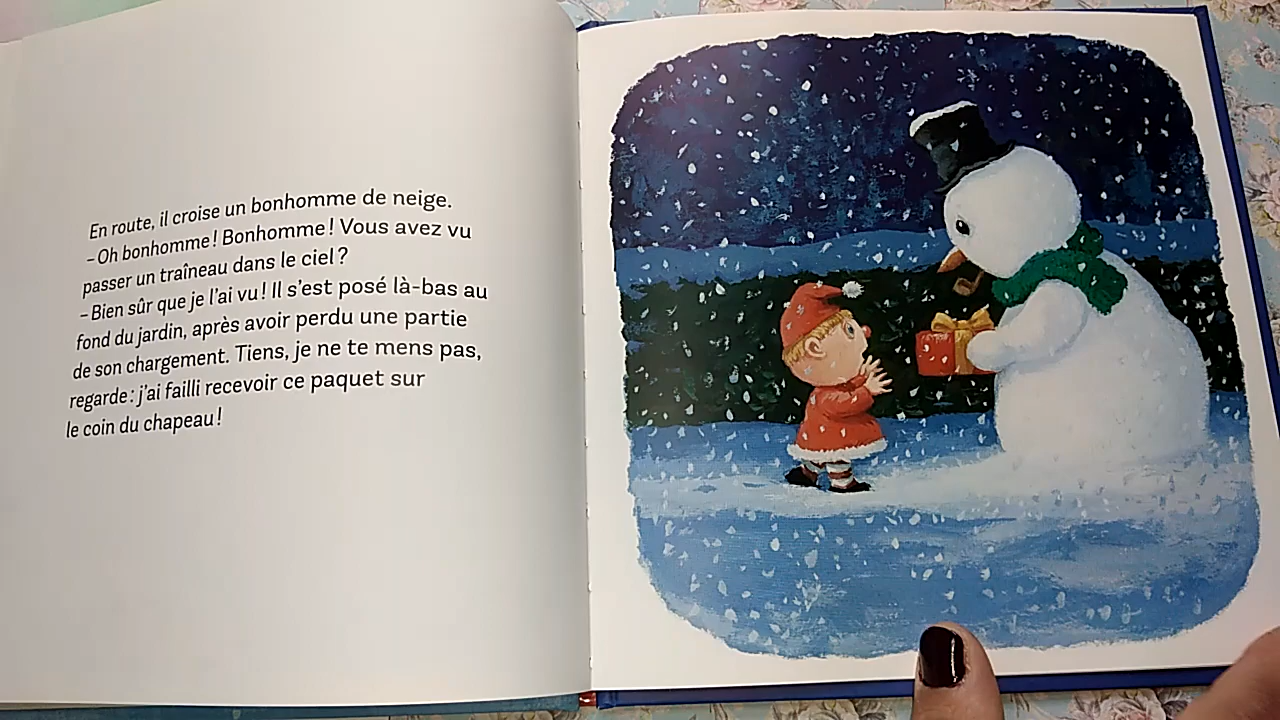 En route, il croise un bonhomme de neige.
– Oh bonhomme ! Bonhomme ! Vous avez vu
passer un traîneau dans le ciel ?
– Bien sûr que je l'ai vu ! Il s'est posé là-bas au
fond du jardin, après avoir perdu une partie
de son chargement. Tiens, je ne te mens pas,
regarde : j'ai failli recevoir ce paquet sur
le coin du chapeau !